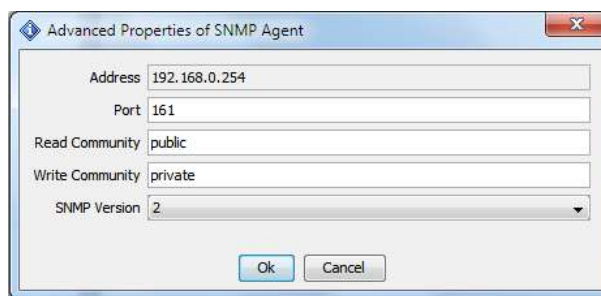 Advanced Properties of SNMP Agent
Address 192.168.0.254
Port 161
Read Community public
Write Community private
SNMP Version 2
Ok Cancel